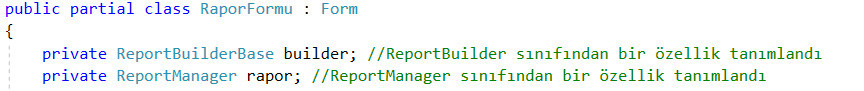 public partial class RaporFormu : Form
{
private ReportBuilderBase builder; //ReportBuilder sınıfından bir özellik tanımlandı
private ReportManager rapor; //ReportManager sınıfından bir özellik tanımlandı